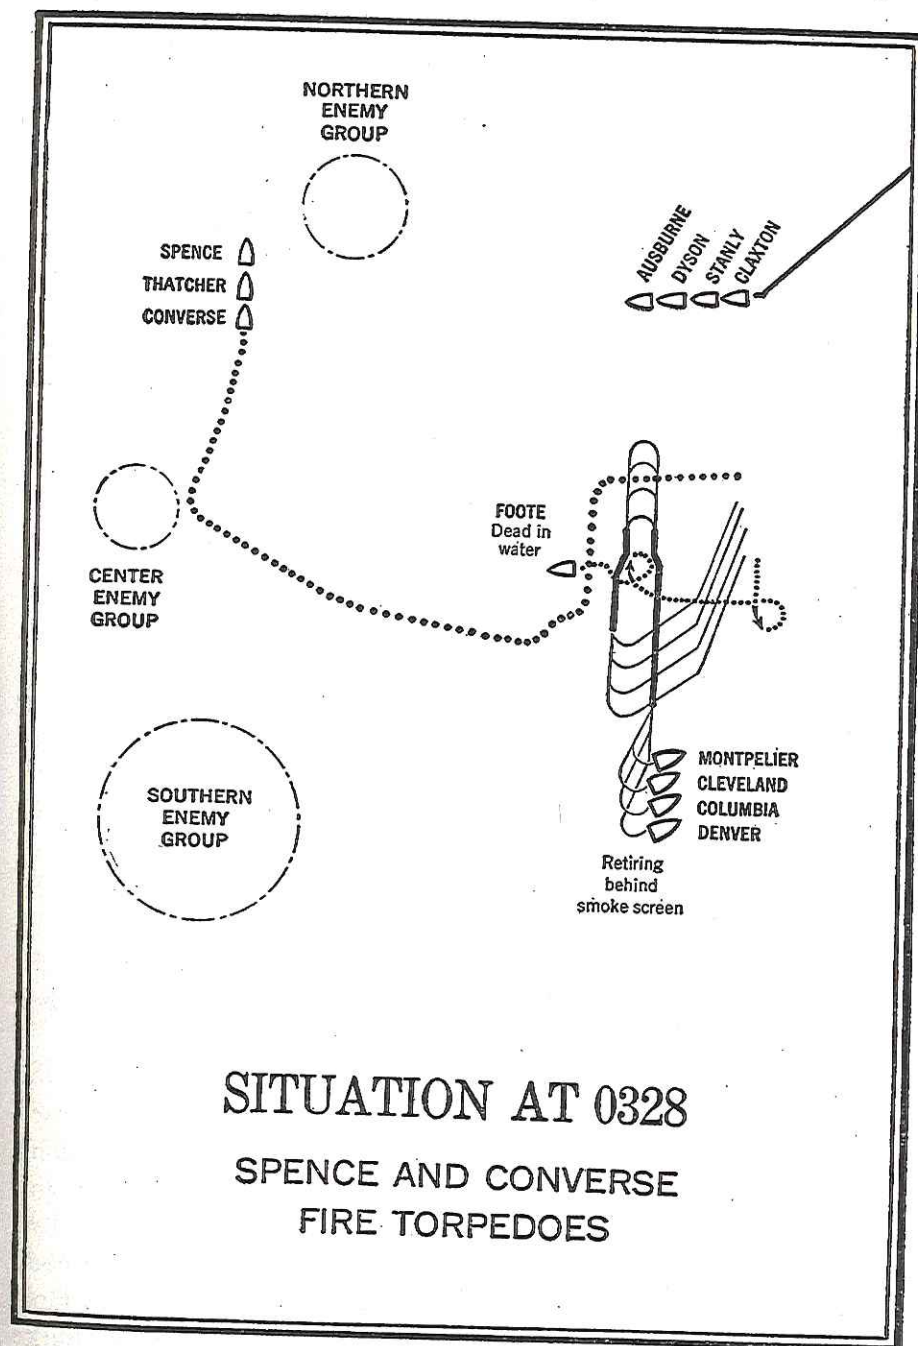 NORTHERN
ENEMY
GROUP
SPENCE
THATCHER
CONVERSE
AUSBURNE
DYSON
STANLY
CLAXTON
FOOTE
Dead in
water
CENTER
ENEMY
GROUP
SOUTHERN
ENEMY
GROUP
MONTPELIER
CLEVELAND
COLUMBIA
DENVER
Retiring
behind
smoke screen
SITUATION AT 0328
SPENCE AND CONVERSE
FIRE TORPEDOES